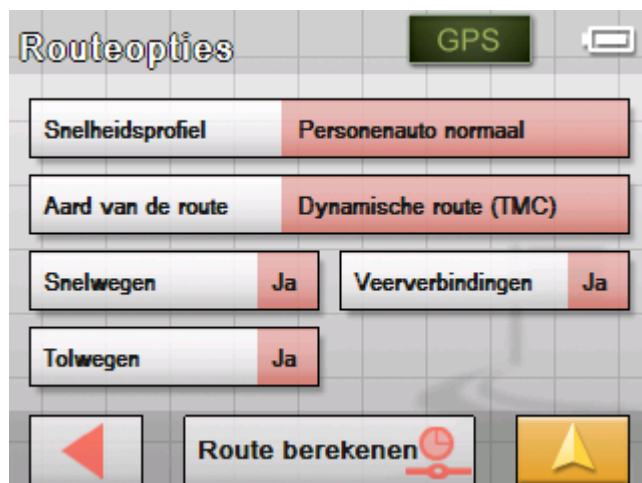 Routeopties GPS
Snelheidsprofiel Personenauto normaal
Aard van de route Dynamische route (TMC)
Snelwegen Ja Veerverbindingen Ja
Tolwegen Ja
Route berekenen